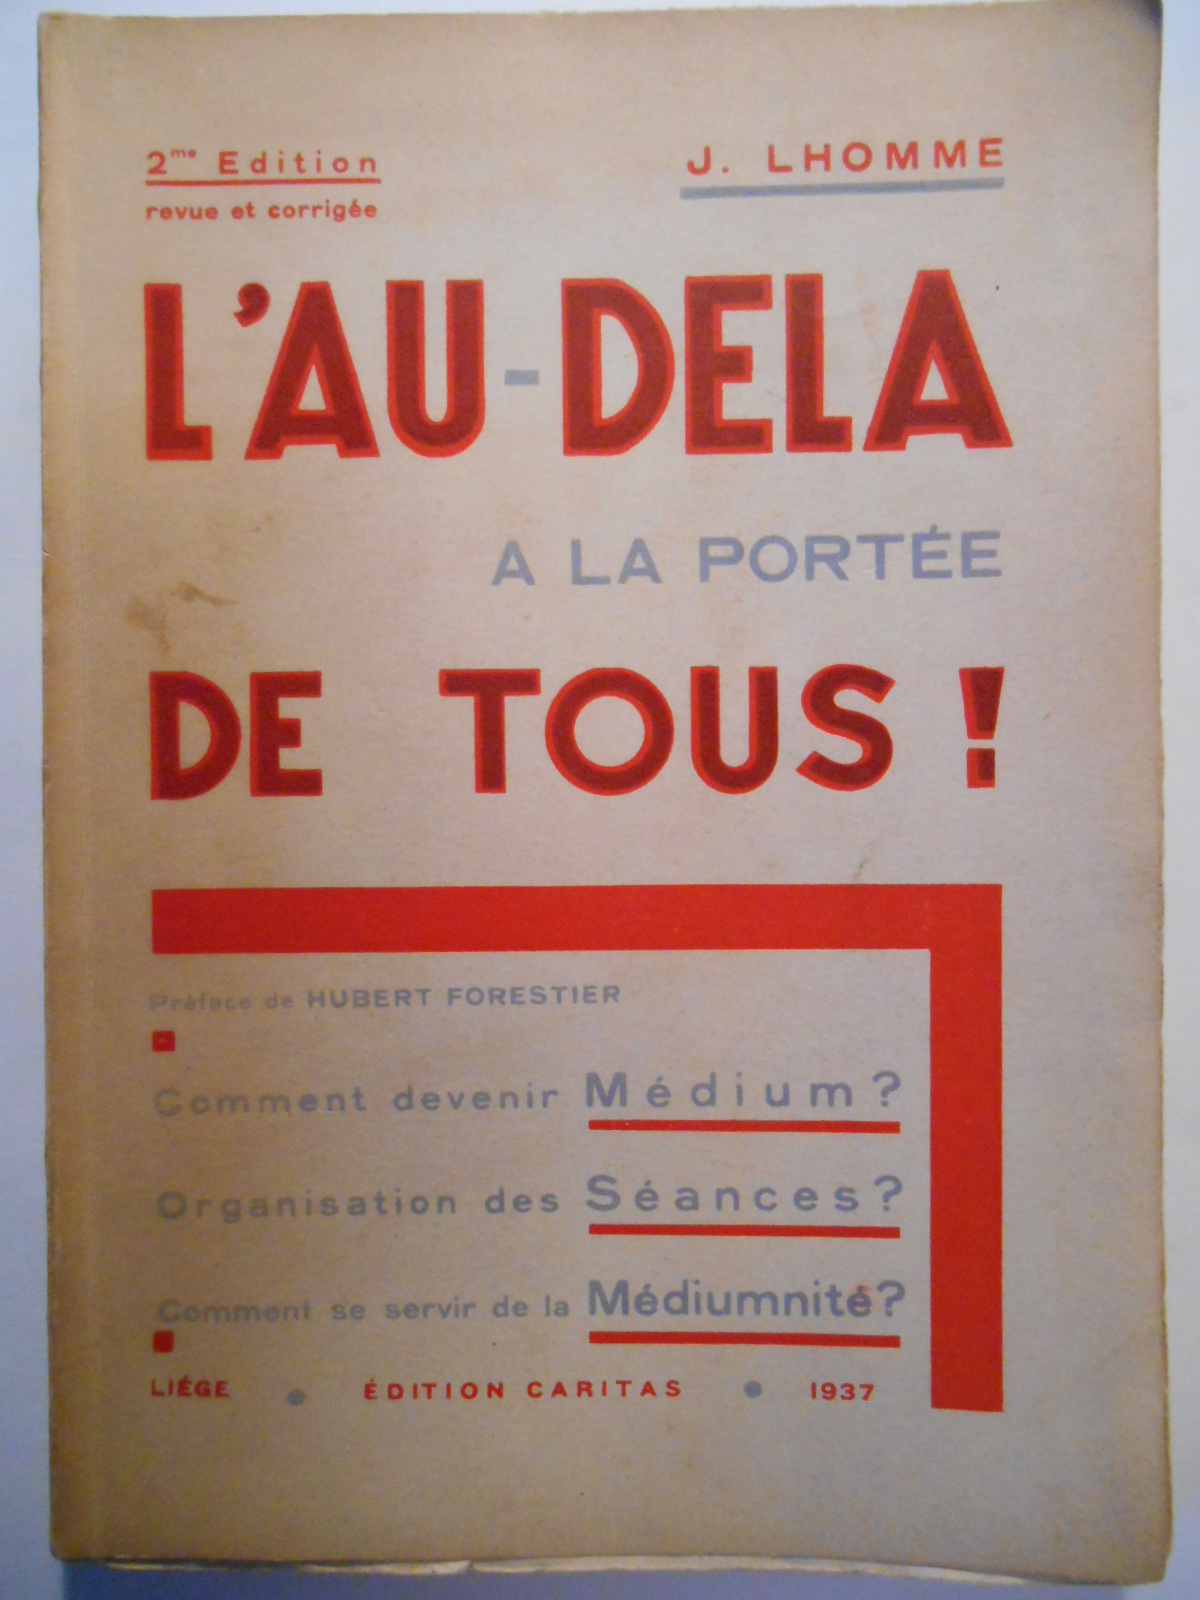 2me Edition
revue et corrigée
J. LHOMME
L'AU-DELA
A LA PORTÉE
DE TOUS !
Préface de HUBERT FORESTIER
Comment devenir Médium?
Organisation des Séances?
Comment se servir de la Médiumnité?
LIÉGE • ÉDITION CARITAS • 1937